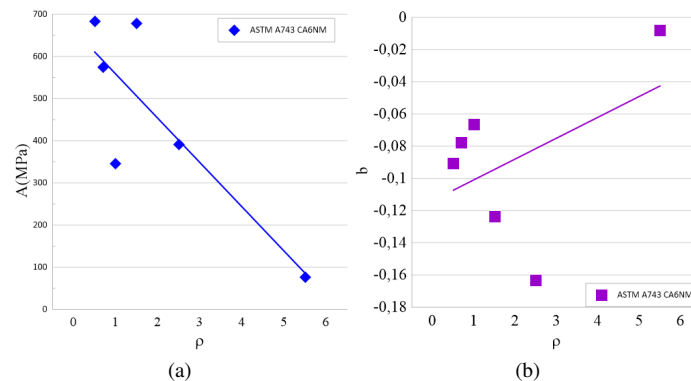 700
600
500
400
300
200
100
0
A(MPa)
0 1 2 3 4 5 6
ρ
ASTM A743 CA6NM
(a)
0
-0,02
-0,04
-0,06
-0,08
-0,1
-0,12
-0,14
-0,16
-0,18
b
0 1 2 3 4 5 6
ρ
ASTM A743 CA6NM
(b)